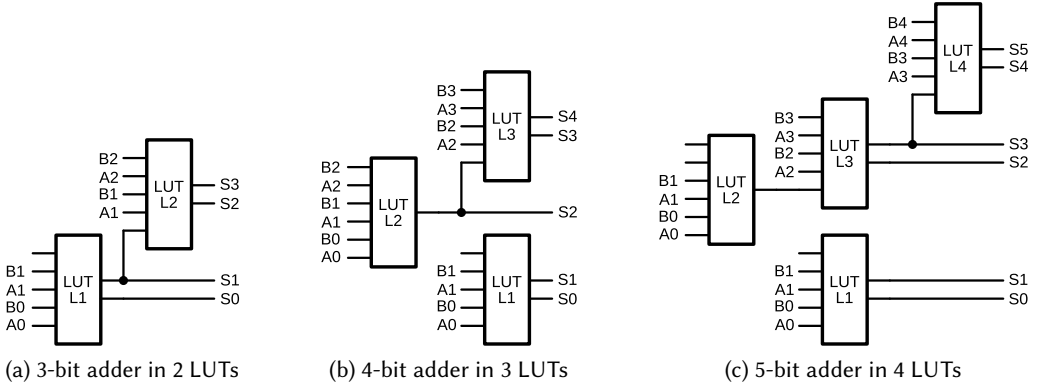 B2
A2
B1
A1
LUT
L2
S3
S2
B1
A1
B0
A0
LUT
L1
S1
S0
(a) 3-bit adder in 2 LUTs
B3
A3
B2
A2
LUT
L3
S4
S3
B2
A2
B1
A1
B0
A0
LUT
L2
S2
B1
A1
B0
A0
LUT
L1
S1
S0
(b) 4-bit adder in 3 LUTs
B4
A4
B3
A3
LUT
L4
S5
S4
B3
A3
B2
A2
LUT
L3
S3
S2
B1
A1
B0
A0
LUT
L2
B1
A1
B0
A0
LUT
L1
S1
S0
(c) 5-bit adder in 4 LUTs